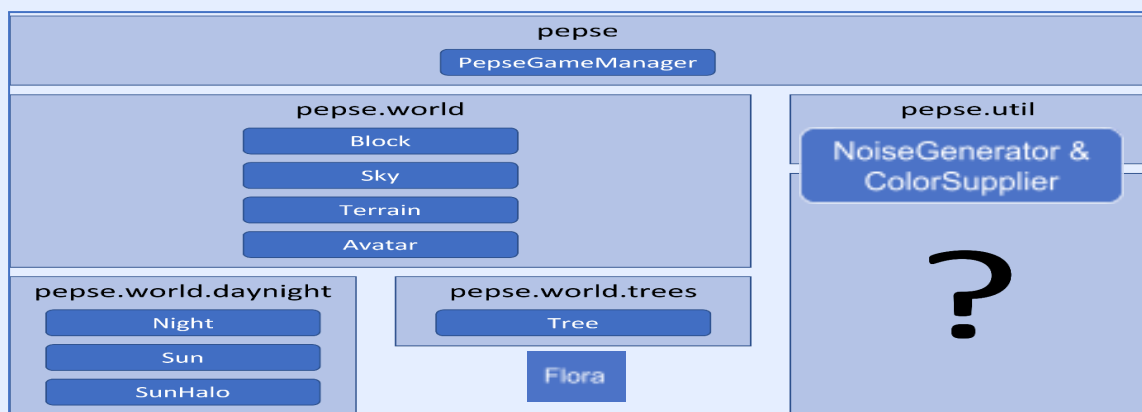 pepse
PepseGameManager
pepse.world
Block
Sky
Terrain
Avatar
pepse.util
NoiseGenerator &
ColorSupplier
?
pepse.world.daynight
Night
Sun
SunHalo
pepse.world.trees
Tree
Flora